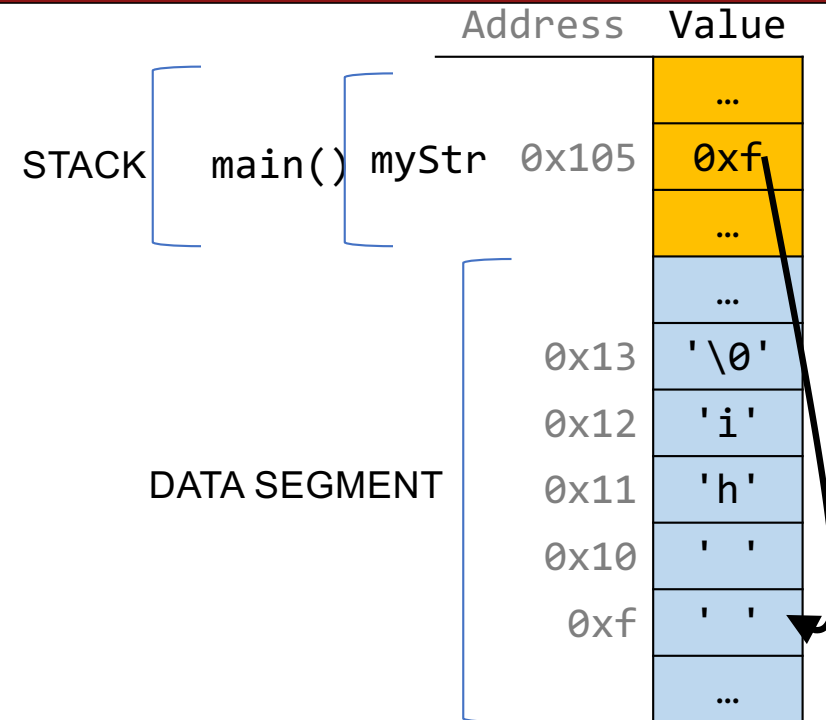 Address Value
…
STACK main() myStr 0x105 0xf
…
…
0x13 '\0'
0x12 'i'
DATA SEGMENT 0x11 'h'
0x10 ' '
0xf ' '
…